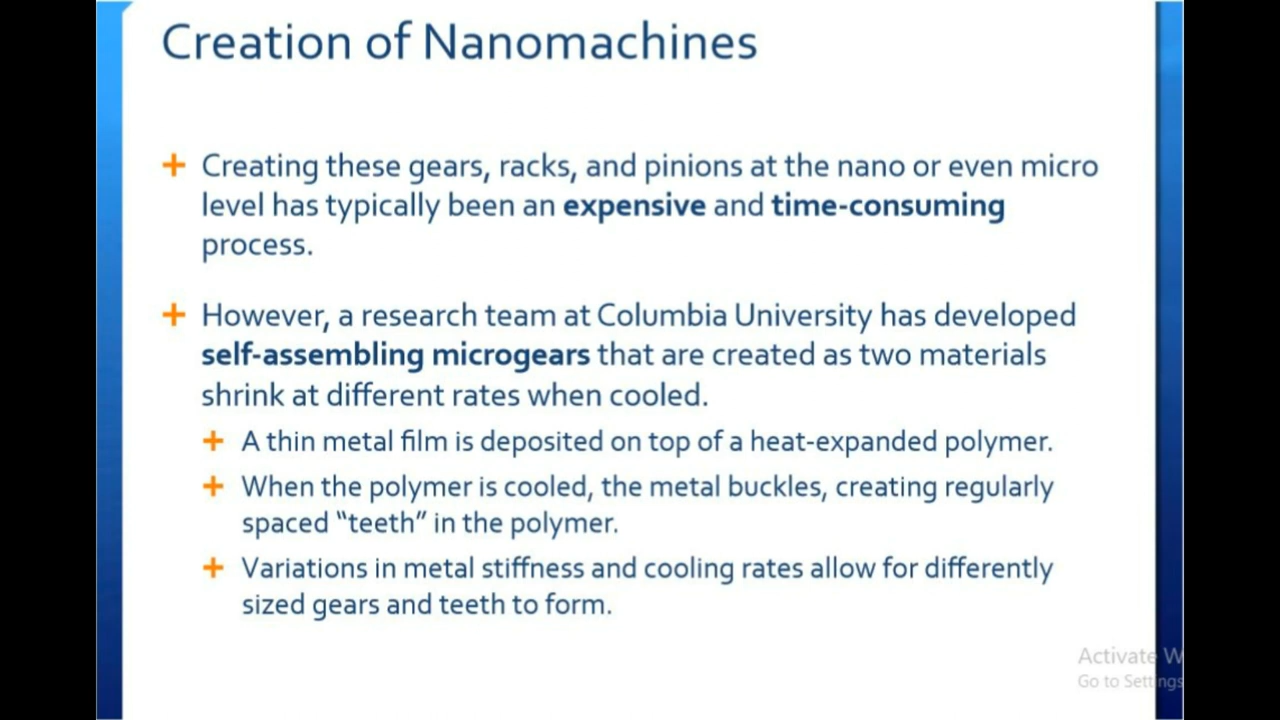 Creation of Nanomachines
Creating these gears, racks, and pinions at the nano or even micro
level has typically been an expensive and time-consuming
process.
However, a research team at Columbia University has developed
self-assembling microgears that are created as two materials
shrink at different rates when cooled.
A thin metal film is deposited on top of a heat-expanded polymer.
When the polymer is cooled, the metal buckles, creating regularly
spaced “teeth” in the polymer.
Variations in metal stiffness and cooling rates allow for differently
sized gears and teeth to form.
Activate W
Go to Settings